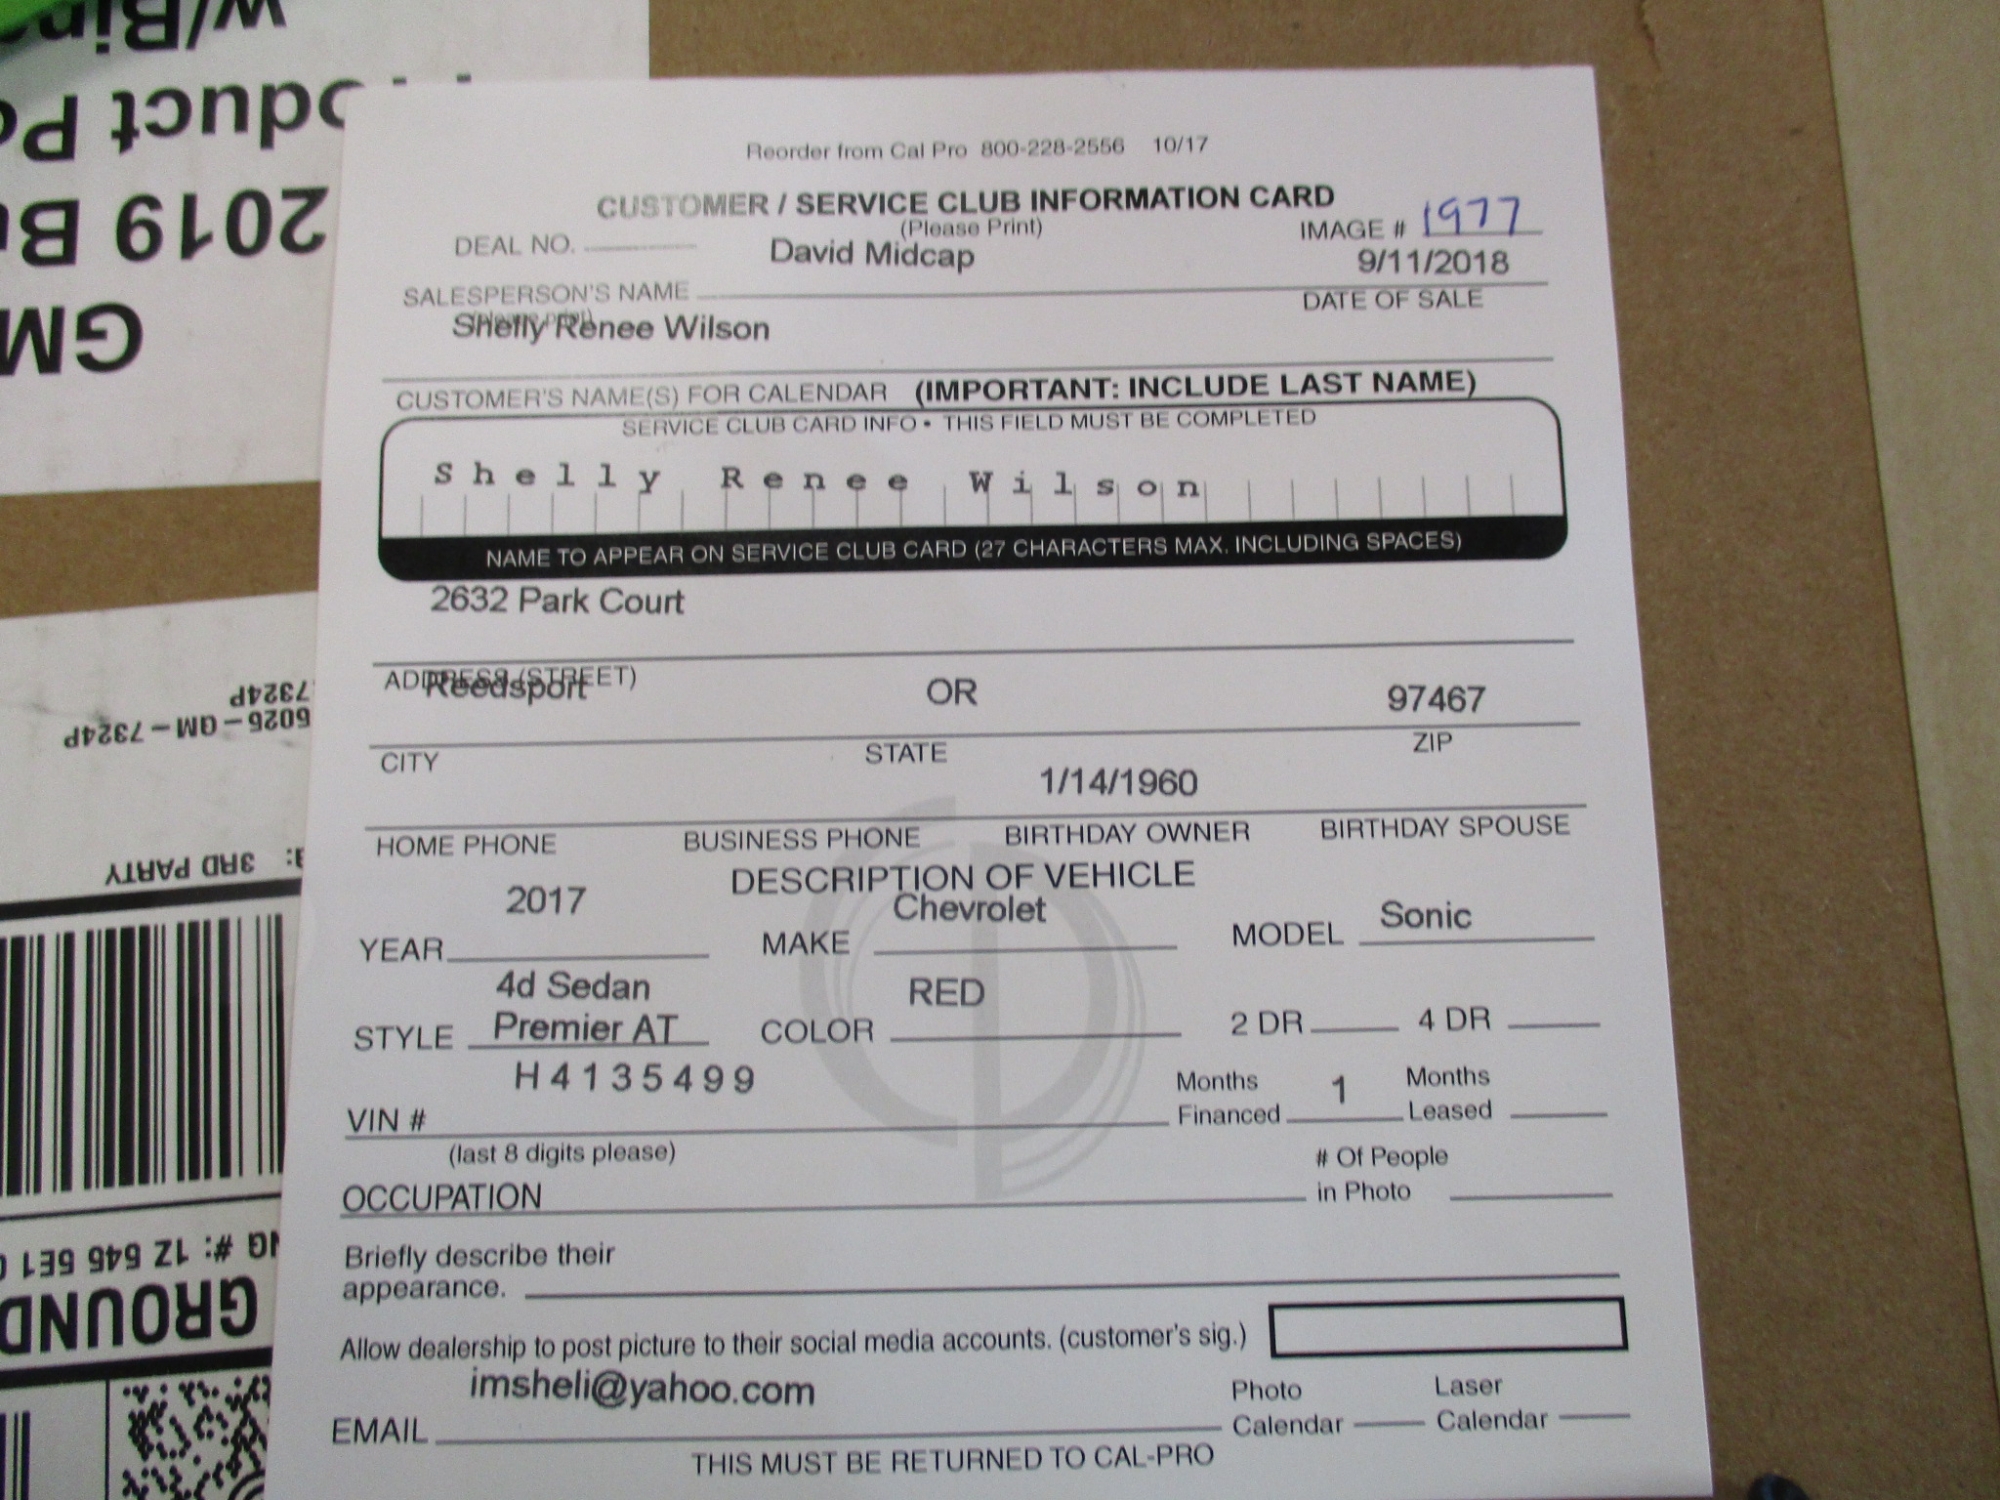 Reorder from Cal Pro 800-228-2556 10/17
CUSTOMER / SERVICE CLUB INFORMATION CARD
(Please Print)
IMAGE # 1977
DEAL NO.
David Midcap
9/11/2018
SALESPERSON'S NAME
DATE OF SALE
(please print)
Shelly Renee Wilson
CUSTOMER'S NAME(S) FOR CALENDAR (IMPORTANT: INCLUDE LAST NAME)
SERVICE CLUB CARD INFO • THIS FIELD MUST BE COMPLETED
Shelly Renee Wilson
NAME TO APPEAR ON SERVICE CLUB CARD (27 CHARACTERS MAX. INCLUDING SPACES)
2632 Park Court
ADDRESS (STREET)
Reedsport OR 97467
CITY STATE ZIP
1/14/1960
HOME PHONE BUSINESS PHONE BIRTHDAY OWNER BIRTHDAY SPOUSE
DESCRIPTION OF VEHICLE
YEAR 2017 MAKE Chevrolet MODEL Sonic
4d Sedan
STYLE Premier AT COLOR RED 2 DR 4 DR
VIN # H4135499
(last 8 digits please)
Months Financed 1
Months Leased
OCCUPATION
# Of People
in Photo
Briefly describe their
appearance.
Allow dealership to post picture to their social media accounts. (customer's sig.)
EMAIL imsheli@yahoo.com
Photo Calendar
Laser Calendar
THIS MUST BE RETURNED TO CAL-PRO
2019
GM
7324P
6026-GM-7324P
3RD PARTY
GROUND